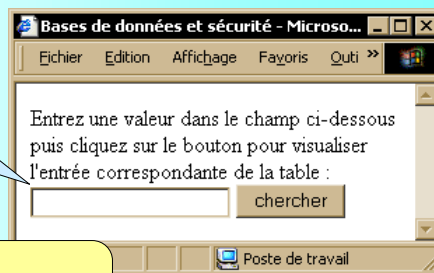 Bases de données et sécurité - Microso...
Fichier Edition Affichage Favoris Outi »
Entrez une valeur dans le champ ci-dessous
puis cliquez sur le bouton pour visualiser
l'entrée correspondante de la table :
chercher
Poste de travail